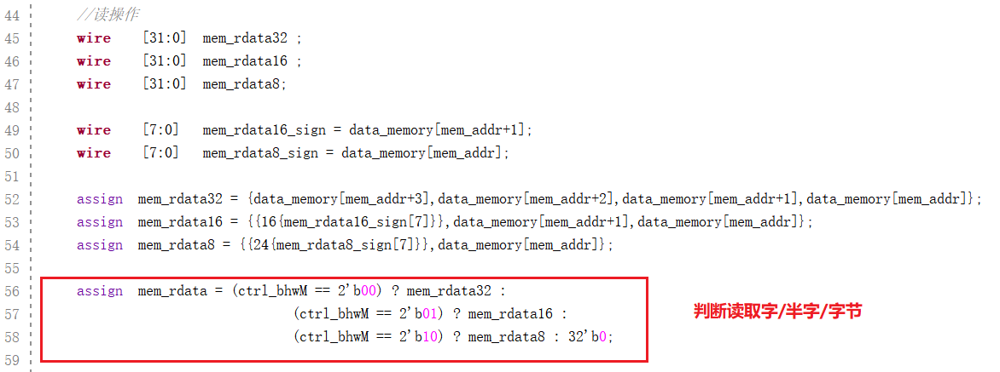 44 //读操作
45 wire [31:0] mem_rdata32 ;
46 wire [31:0] mem_rdata16 ;
47 wire [31:0] mem_rdata8;
48
49 wire [7:0] mem_rdata16_sign = data_memory[mem_addr+1];
50 wire [7:0] mem_rdata8_sign = data_memory[mem_addr];
51
52 assign mem_rdata32 = {data_memory[mem_addr+3],data_memory[mem_addr+2],data_memory[mem_addr+1],data_memory[mem_addr]};
53 assign mem_rdata16 = {{16{mem_rdata16_sign[7]}},data_memory[mem_addr+1],data_memory[mem_addr]};
54 assign mem_rdata8 = {{24{mem_rdata8_sign[7]}},data_memory[mem_addr]};
55
56 assign mem_rdata = (ctrl_bhwM == 2'b00) ? mem_rdata32 :
57 (ctrl_bhwM == 2'b01) ? mem_rdata16 : 判断读取字/半字/字节
58 (ctrl_bhwM == 2'b10) ? mem_rdata8 : 32'b0;
59